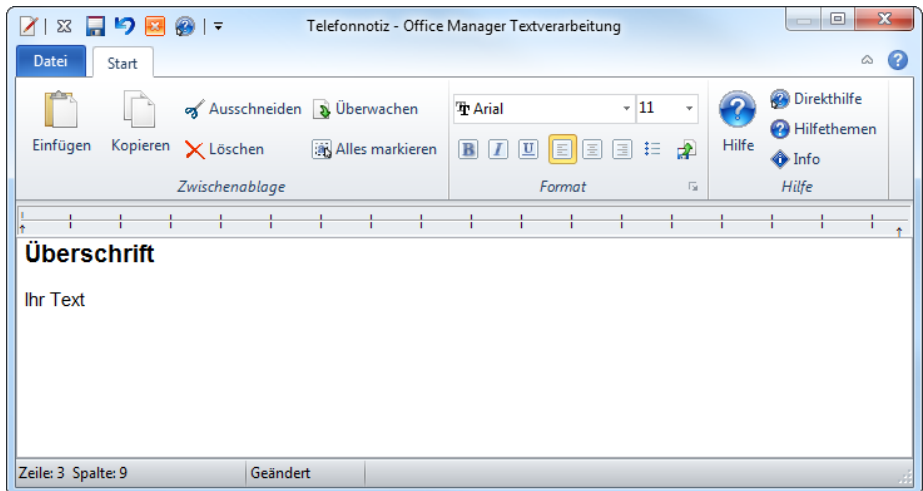 Telefonnotiz - Office Manager Textverarbeitung
Datei Start
Einfügen Kopieren Ausschneiden Überwachen Arial 11 Hilfe Direkthilfe
Löschen Alles markieren B I U Hilfethemen
Info
Zwischenablage Format Hilfe
Überschrift
Ihr Text
Zeile: 3 Spalte: 9 Geändert